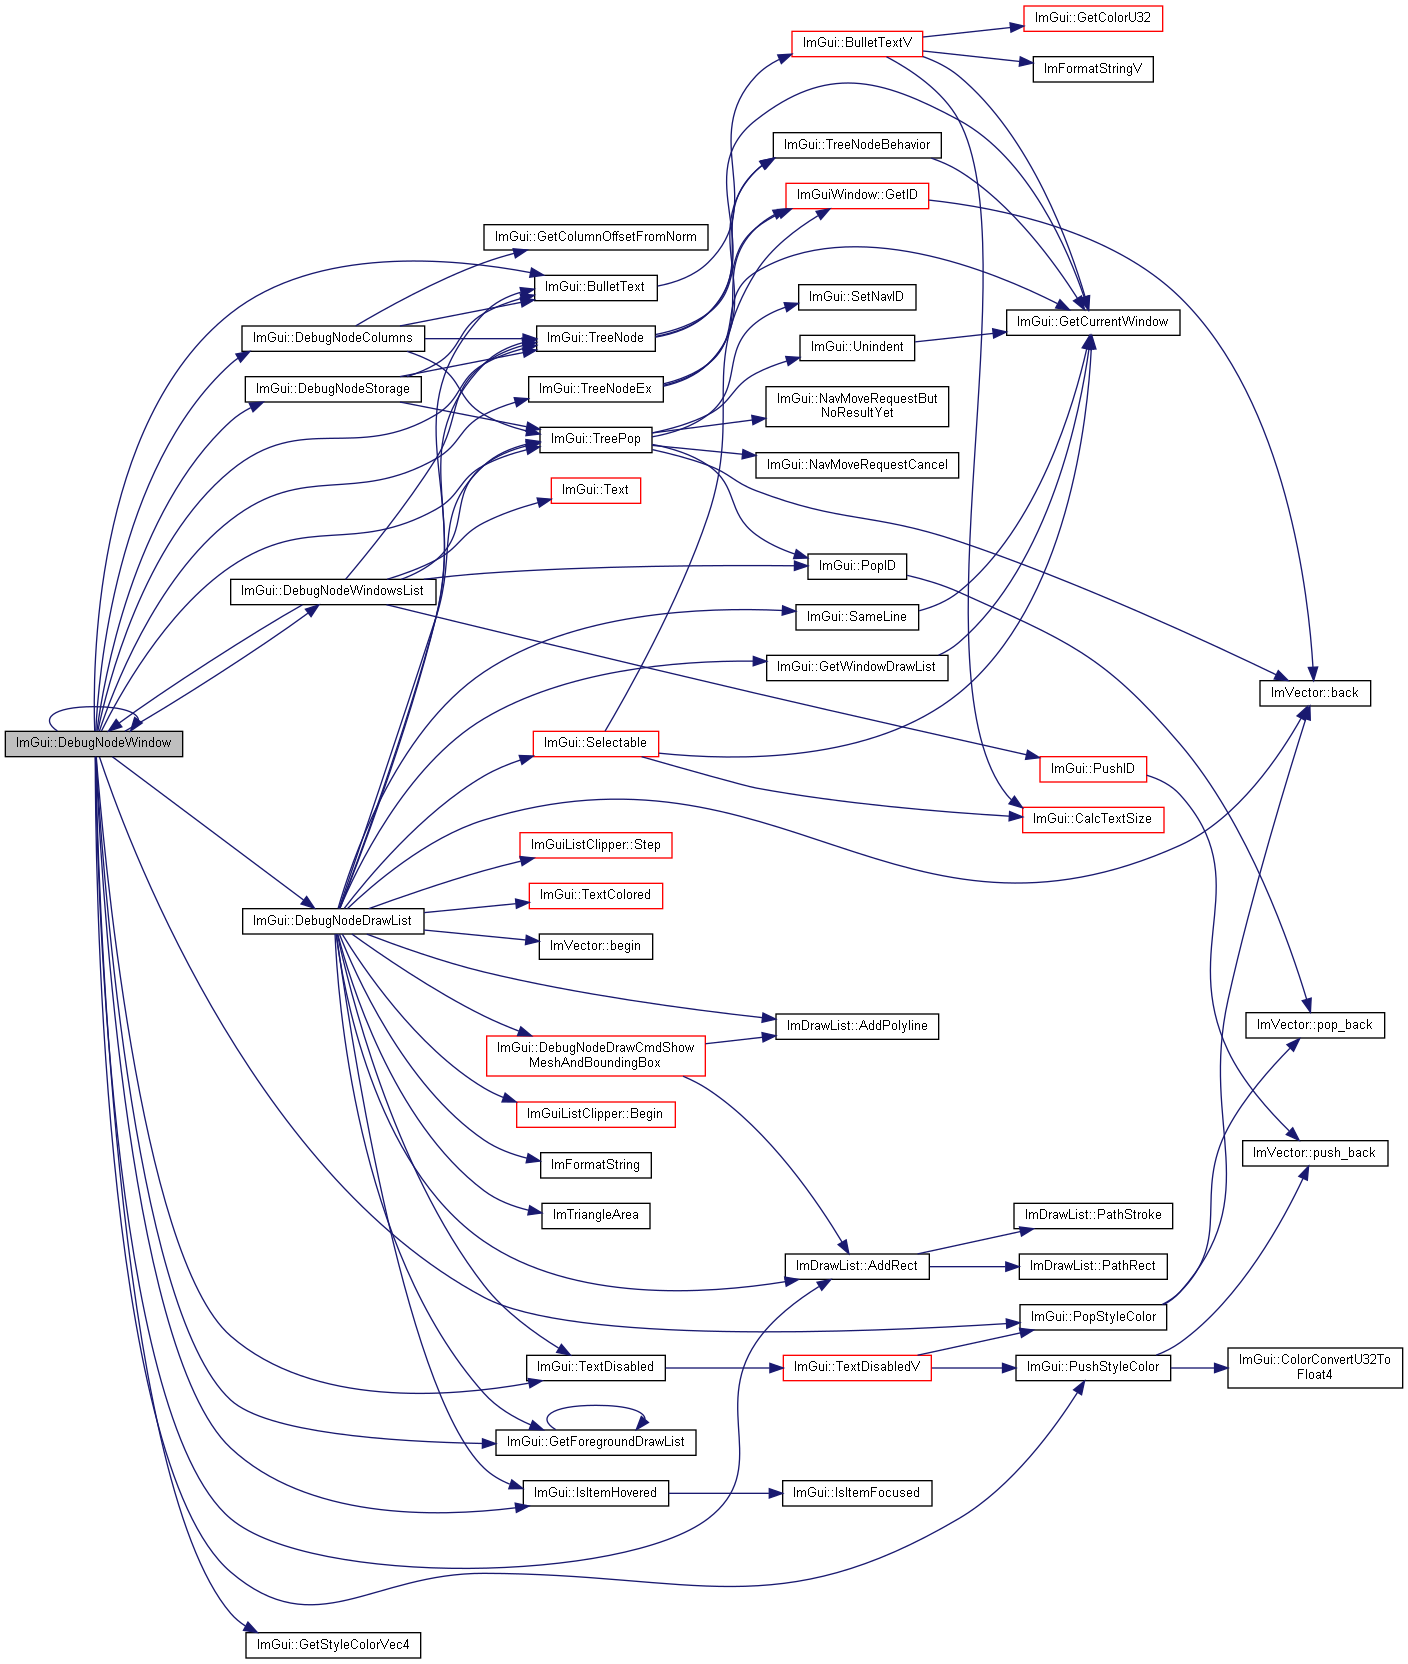 ImGui::GetColorU32
ImGui::BulletTextV
ImFormatStringV
ImGui::TreeNodeBehavior
ImGuiWindow::GetID
ImGui::GetColumnOffsetFromNorm
ImGui::BulletText
ImGui::SetNavID
ImGui::GetCurrentWindow
ImGui::DebugNodeColumns
ImGui::TreeNode
ImGui::Unindent
ImGui::DebugNodeStorage
ImGui::TreeNodeEx
ImGui::NavMoveRequestBut
NoResultYet
ImGui::TreePop
ImGui::NavMoveRequestCancel
ImGui::Text
ImGui::PopID
ImGui::DebugNodeWindowsList
ImGui::SameLine
ImGui::GetWindowDrawList
ImVector::back
ImGui::DebugNodeWindow
ImGui::Selectable
ImGui::PushID
ImGui::CalcTextSize
ImGuiListClipper::Step
ImGui::TextColored
ImGui::DebugNodeDrawList
ImVector::begin
ImDrawList::AddPolyline
ImVector::pop_back
ImGui::DebugNodeDrawCmdShow
MeshAndBoundingBox
ImGuiListClipper::Begin
ImVector::push_back
ImFormatString
ImTriangleArea
ImDrawList::PathStroke
ImDrawList::AddRect
ImDrawList::PathRect
ImGui::PopStyleColor
ImGui::TextDisabled
ImGui::TextDisabledV
ImGui::PushStyleColor
ImGui::ColorConvertU32To
Float4
ImGui::GetForegroundDrawList
ImGui::IsItemHovered
ImGui::IsItemFocused
ImGui::GetStyleColorVec4